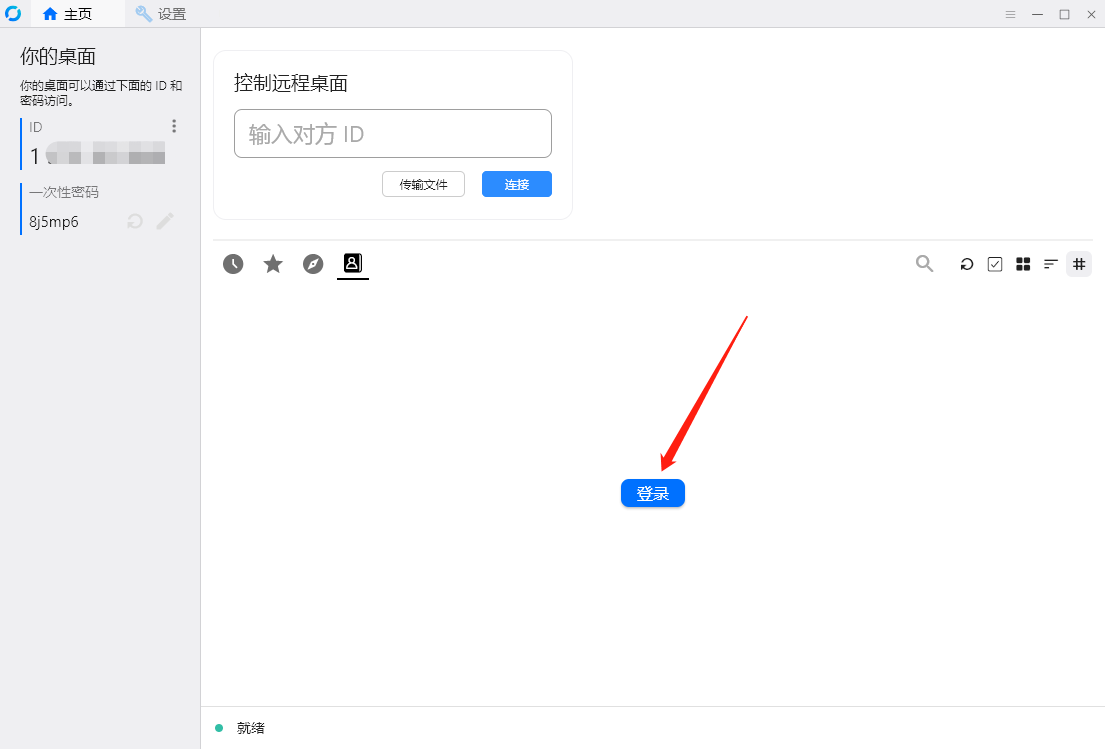 主页
设置
你的桌面
你的桌面可以通过下面的 ID 和
密码访问。
ID
1
一次性密码
8j5mp6
控制远程桌面
输入对方 ID
传输文件
连接
登录
就绪